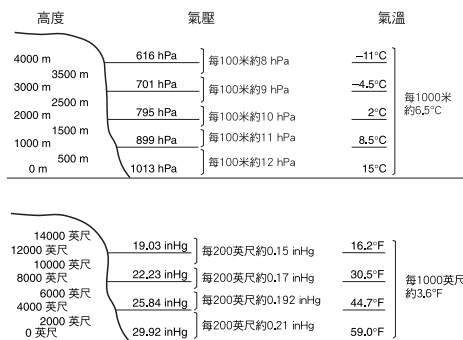 高度 氣壓 氣溫
4000 m 616 hPa −11°C
每100米約8 hPa
3500 m
3000 m 701 hPa −4.5°C
每100米約9 hPa
每1000米
約6.5°C
2500 m
2000 m 795 hPa 2°C
每100米約10 hPa
1500 m
1000 m 899 hPa 8.5°C
每100米約11 hPa
500 m
每100米約12 hPa
0 m 1013 hPa 15°C
14000 英尺
12000 英尺 19.03 inHg 16.2°F
每200英尺約0.15 inHg
10000 英尺
8000 英尺 22.23 inHg 30.5°F
每200英尺約0.17 inHg
每1000英尺
約3.6°F
6000 英尺
4000 英尺 25.84 inHg 44.7°F
每200英尺約0.192 inHg
2000 英尺
每200英尺約0.21 inHg
0 英尺 29.92 inHg 59.0°F